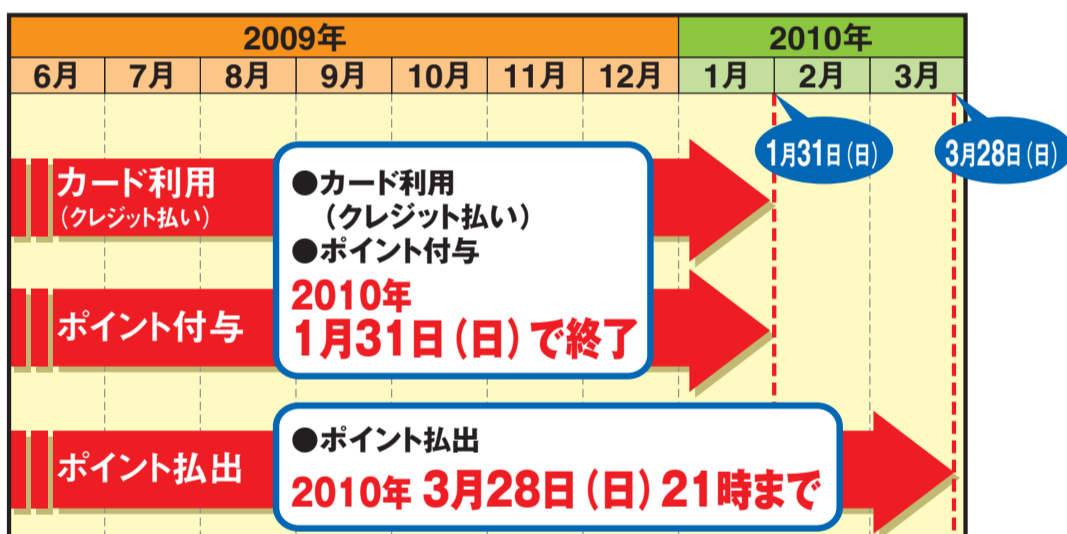 2009年
2010年
6月 7月 8月 9月 10月 11月 12月 1月 2月 3月
1月31日(日)
3月28日(日)
カード利用
(クレジット払い)
●カード利用
(クレジット払い)
●ポイント付与
2010年
1月31日(日)で終了
ポイント付与
ポイント払出
●ポイント払出
2010年 3月28日(日)21時まで